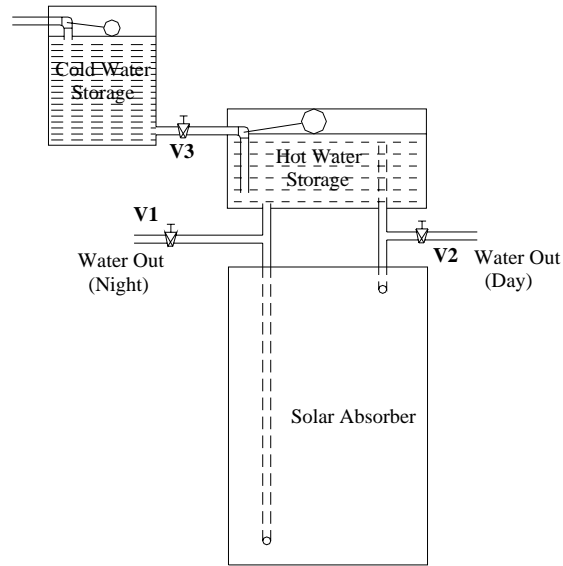 Cold Water
Storage
V3
Hot Water
Storage
V1
Water Out
(Night)
V2
Water Out
(Day)
Solar Absorber